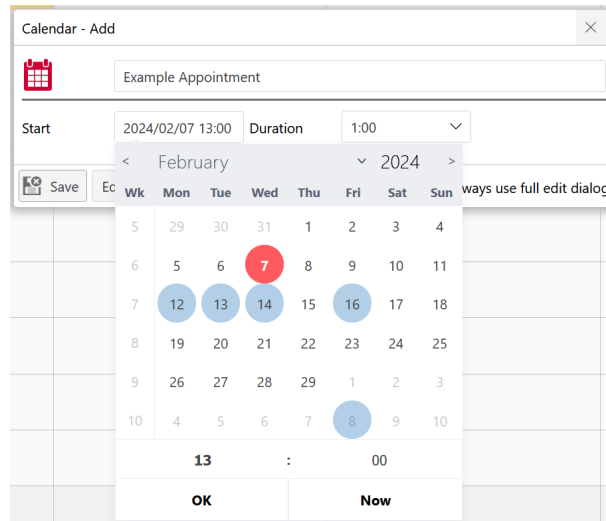 Calendar - Add
Example Appointment
Start 2024/02/07 13:00 Duration 1:00
< February 2024 >
Save Ed ways use full edit dialog
Wk Mon Tue Wed Thu Fri Sat Sun
5 29 30 31 1 2 3 4
6 5 6 7 8 9 10 11
7 12 13 14 15 16 17 18
8 19 20 21 22 23 24 25
9 26 27 28 29 1 2 3
10 4 5 6 7 8 9 10
13 : 00
OK Now